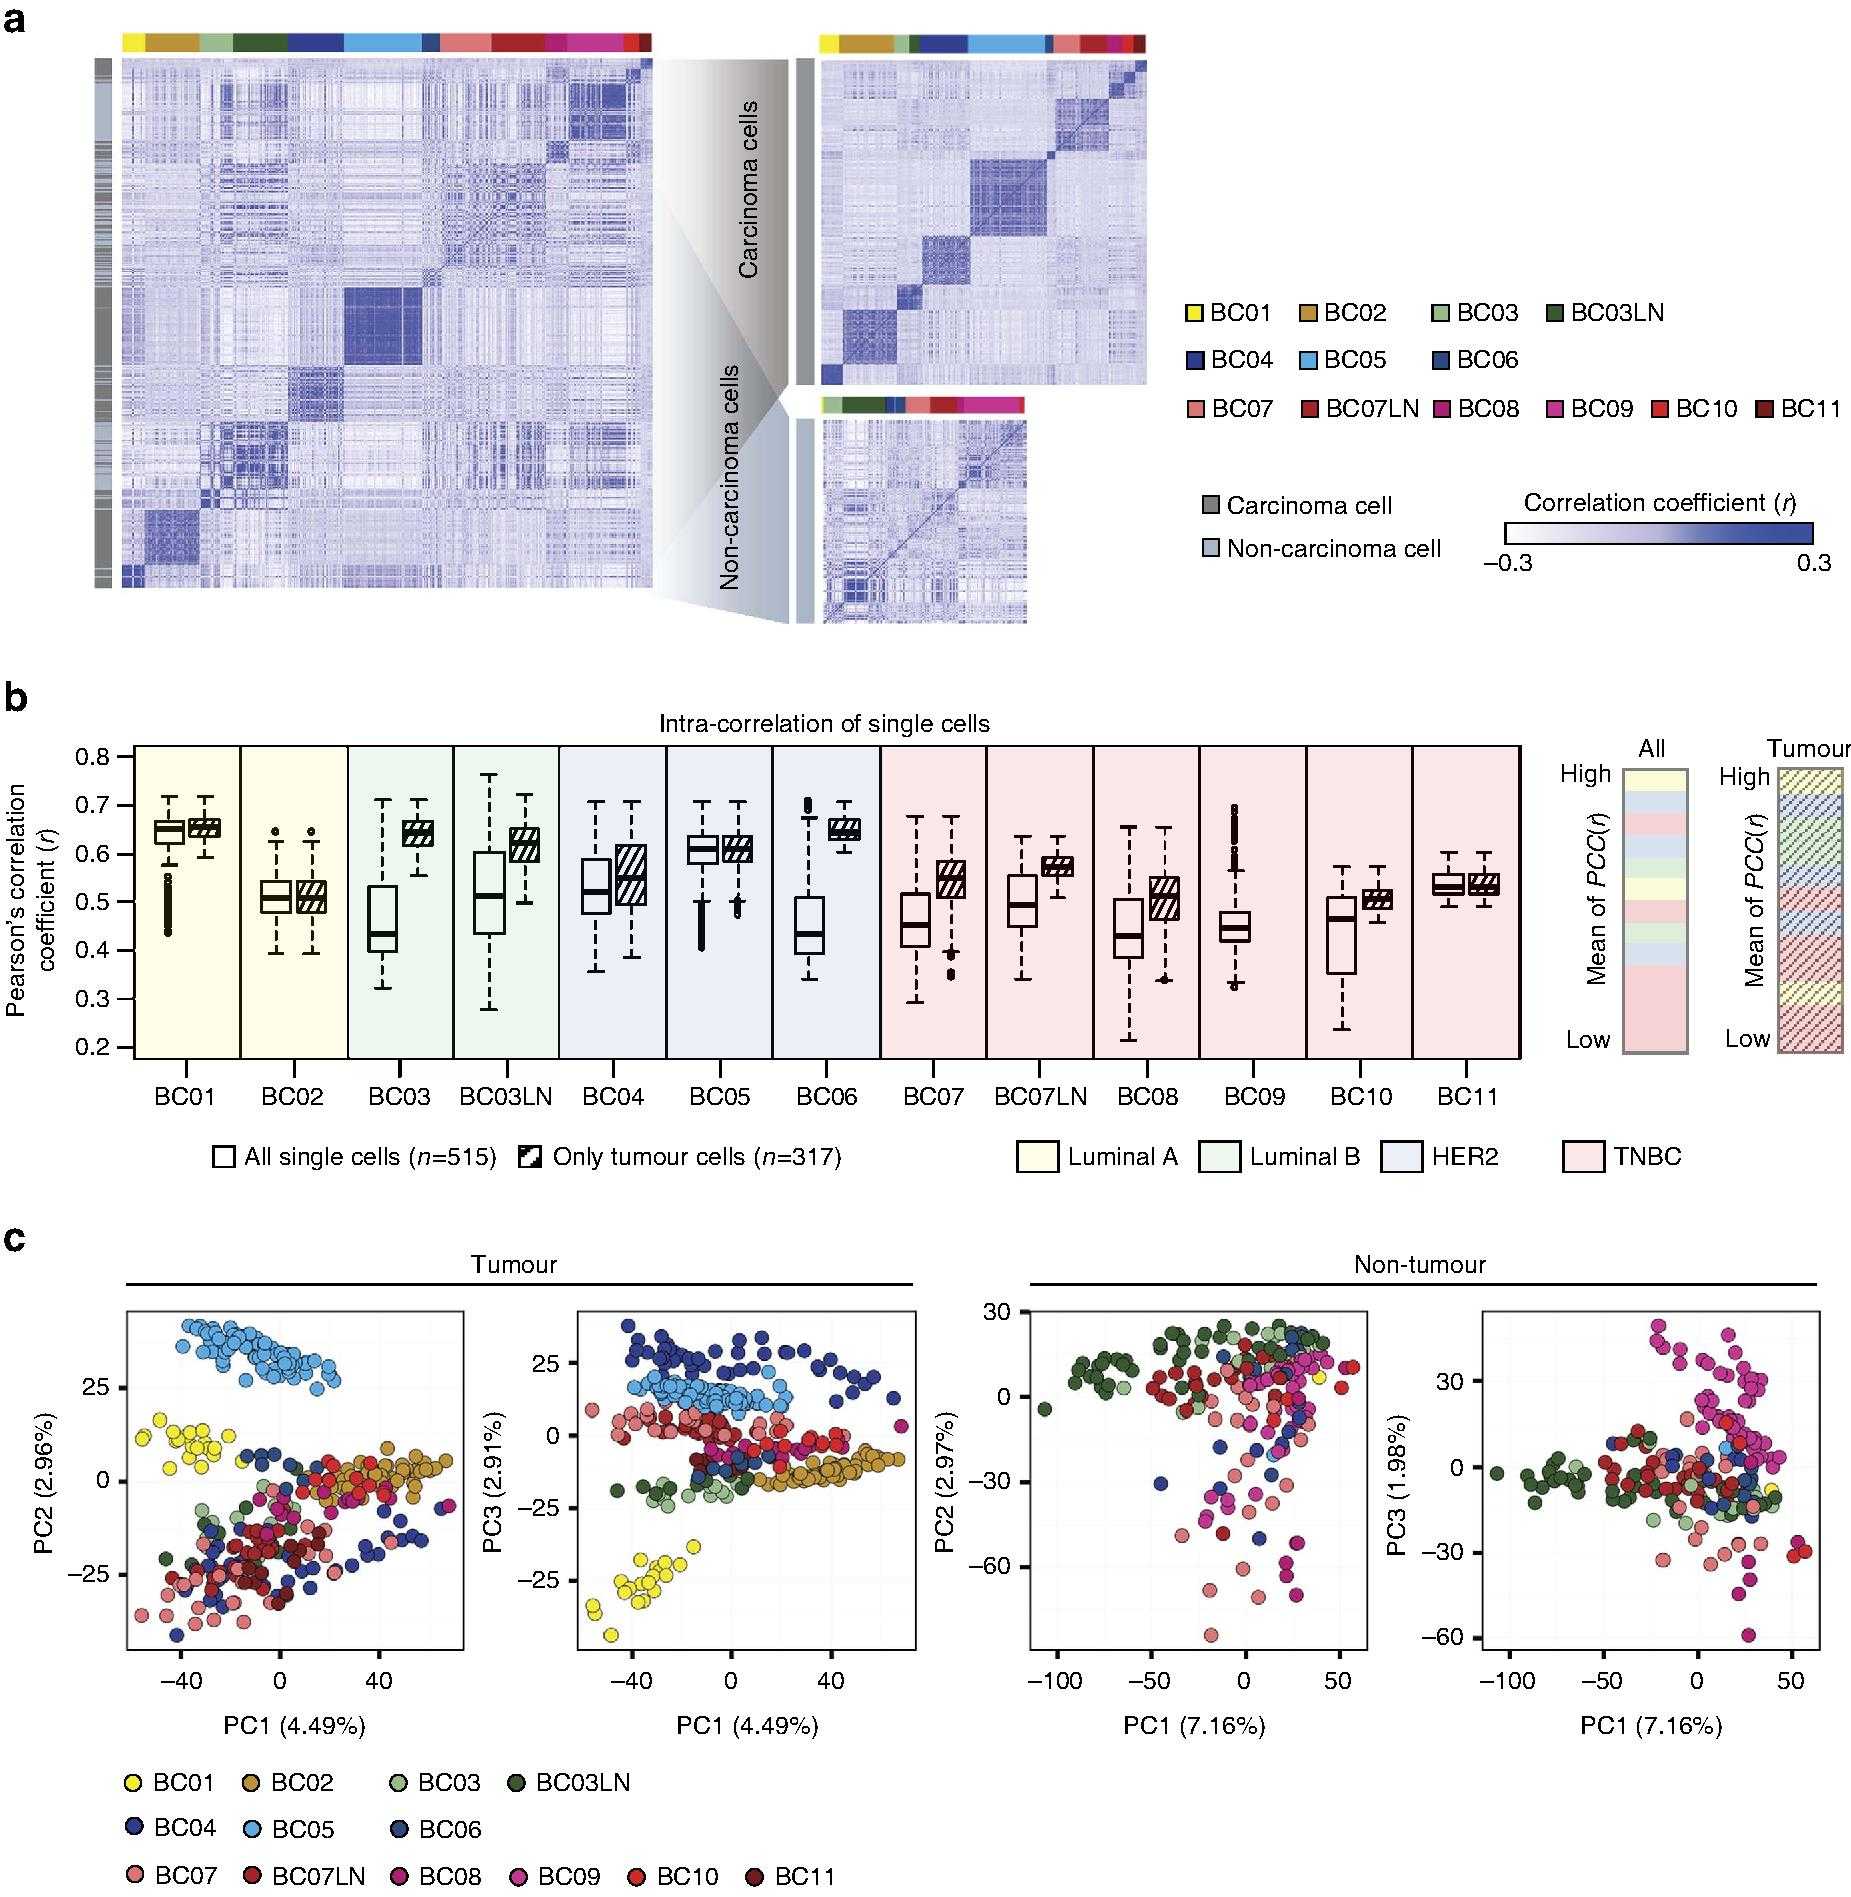 a
Carcinoma cells
Non-carcinoma cells
BC01 BC02 BC03 BC03LN
BC04 BC05 BC06
BC07 BC07LN BC08 BC09 BC10 BC11
Carcinoma cell
Non-carcinoma cell
Correlation coefficient (r)
−0.3 0.3
b
Intra-correlation of single cells
Pearson's correlation
coefficient (r)
0.8
0.7
0.6
0.5
0.4
0.3
0.2
BC01 BC02 BC03 BC03LN BC04 BC05 BC06 BC07 BC07LN BC08 BC09 BC10 BC11
All Tumour
High High
Mean of PCC(r) Mean of PCC(r)
Low Low
All single cells (n=515) Only tumour cells (n=317) Luminal A Luminal B HER2 TNBC
c
Tumour Non-tumour
PC2 (2.96%)
25
0
−25
−40 0 40
PC1 (4.49%)
PC3 (2.91%)
25
0
−25
−25
−40 0 40
PC1 (4.49%)
PC2 (2.97%)
30
0
−30
−60
−100 −50 0 50
PC1 (7.16%)
PC3 (1.98%)
30
0
−30
−60
−100 −50 0 50
PC1 (7.16%)
BC01 BC02 BC03 BC03LN
BC04 BC05 BC06
BC07 BC07LN BC08 BC09 BC10 BC11